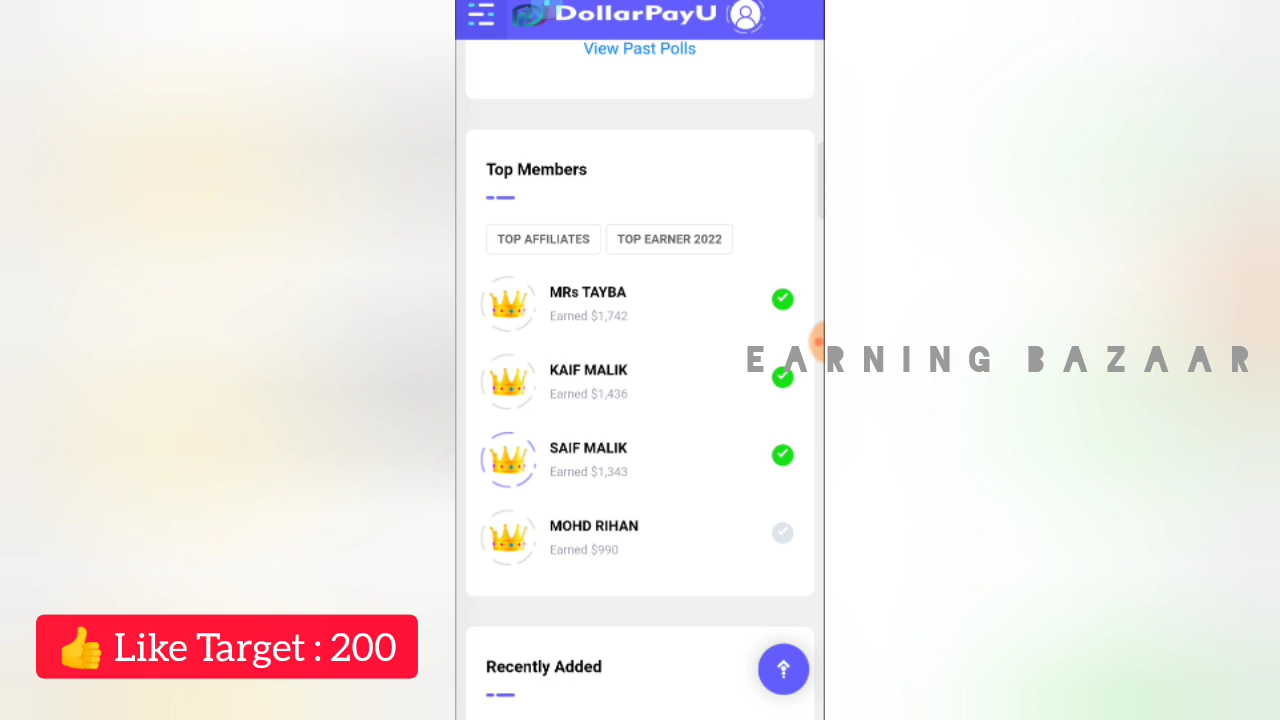 DollarPayU
View Past Polls
Top Members
TOP AFFILIATES TOP EARNER 2022
MRs TAYBA
Earned $1,742
EARNING BAZAAR
KAIF MALIK
Earned $1,436
SAIF MALIK
Earned $1,343
MOHD RIHAN
Earned $990
Like Target : 200
Recently Added